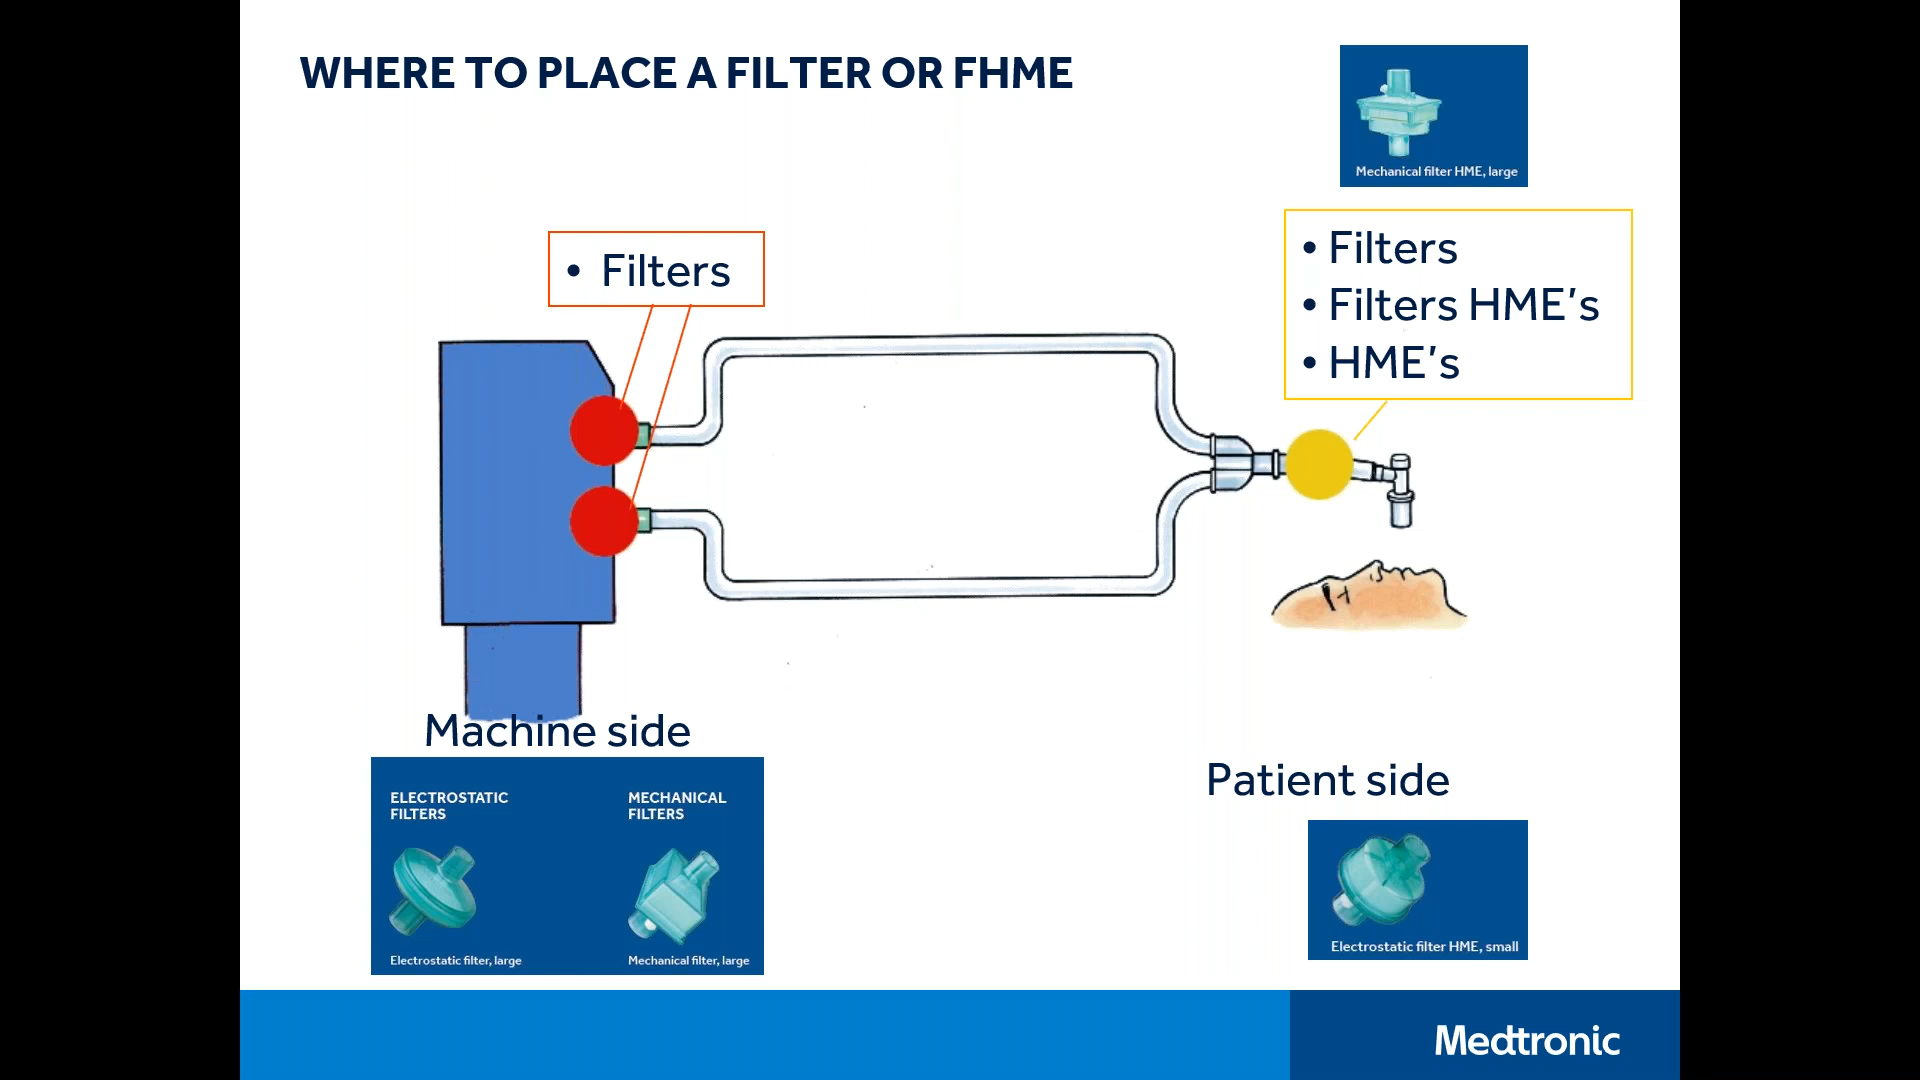 WHERE TO PLACE A FILTER OR FHME
Mechanical filter HME, large
• Filters
• Filters
• Filters HME’s
• HME’s
Machine side
ELECTROSTATIC
FILTERS
MECHANICAL
FILTERS
Electrostatic filter, large
Mechanical filter, large
Patient side
Electrostatic filter HME, small
Medtronic